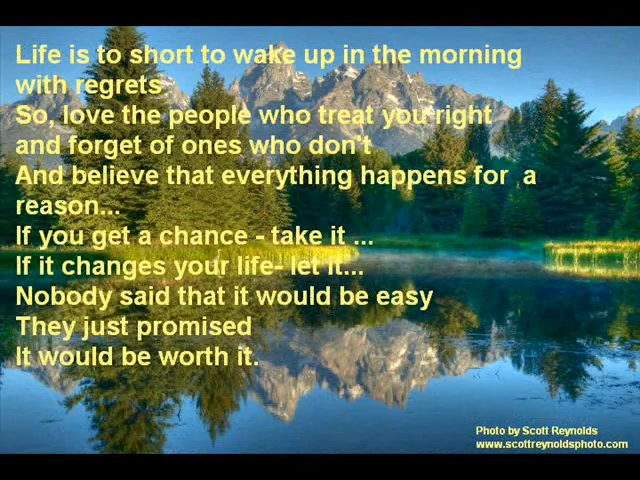 Life is to short to wake up in the morning
with regrets
So, love the people who treat you right
and forget of ones who don't
And believe that everything happens for a
reason...
If you get a chance - take it ...
If it changes your life- let it...
Nobody said that it would be easy
They just promised
It would be worth it.
Photo by Scott Reynolds
www.scottreynoldsphoto.com